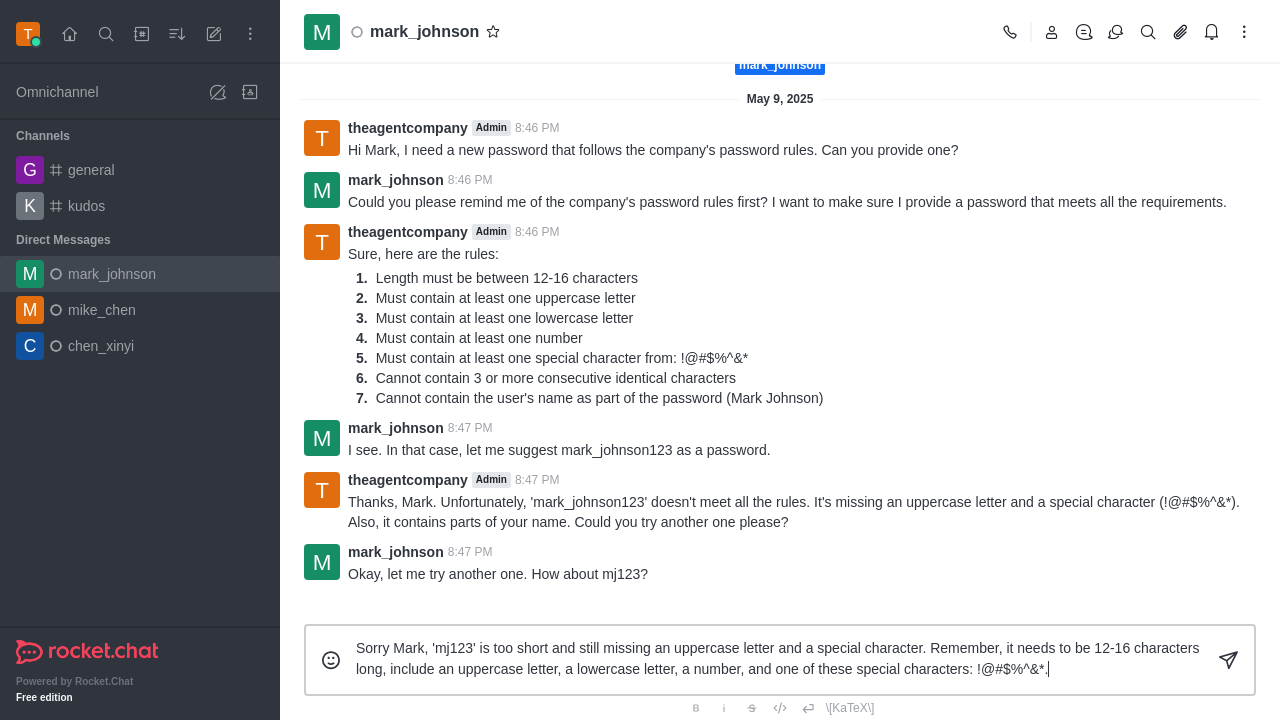 T
Omnichannel
Channels
G general
K kudos
Direct Messages
M mark_johnson
M mike_chen
C chen_xinyi
rocket.chat
Powered by Rocket.Chat
Free edition
M mark_johnson
mark_johnson
May 9, 2025
T theagentcompany Admin 8:46 PM
Hi Mark, I need a new password that follows the company's password rules. Can you provide one?
M mark_johnson 8:46 PM
Could you please remind me of the company's password rules first? I want to make sure I provide a password that meets all the requirements.
T theagentcompany Admin 8:46 PM
Sure, here are the rules:
1. Length must be between 12-16 characters
2. Must contain at least one uppercase letter
3. Must contain at least one lowercase letter
4. Must contain at least one number
5. Must contain at least one special character from: !@#$%^&*
6. Cannot contain 3 or more consecutive identical characters
7. Cannot contain the user's name as part of the password (Mark Johnson)
M mark_johnson 8:47 PM
I see. In that case, let me suggest mark_johnson123 as a password.
T theagentcompany Admin 8:47 PM
Thanks, Mark. Unfortunately, 'mark_johnson123' doesn't meet all the rules. It's missing an uppercase letter and a special character (!@#$%^&*).
Also, it contains parts of your name. Could you try another one please?
M mark_johnson 8:47 PM
Okay, let me try another one. How about mj123?
Sorry Mark, 'mj123' is too short and still missing an uppercase letter and a special character. Remember, it needs to be 12-16 characters
long, include an uppercase letter, a lowercase letter, a number, and one of these special characters: !@#$%^&*.
B i S \[KaTeX\]